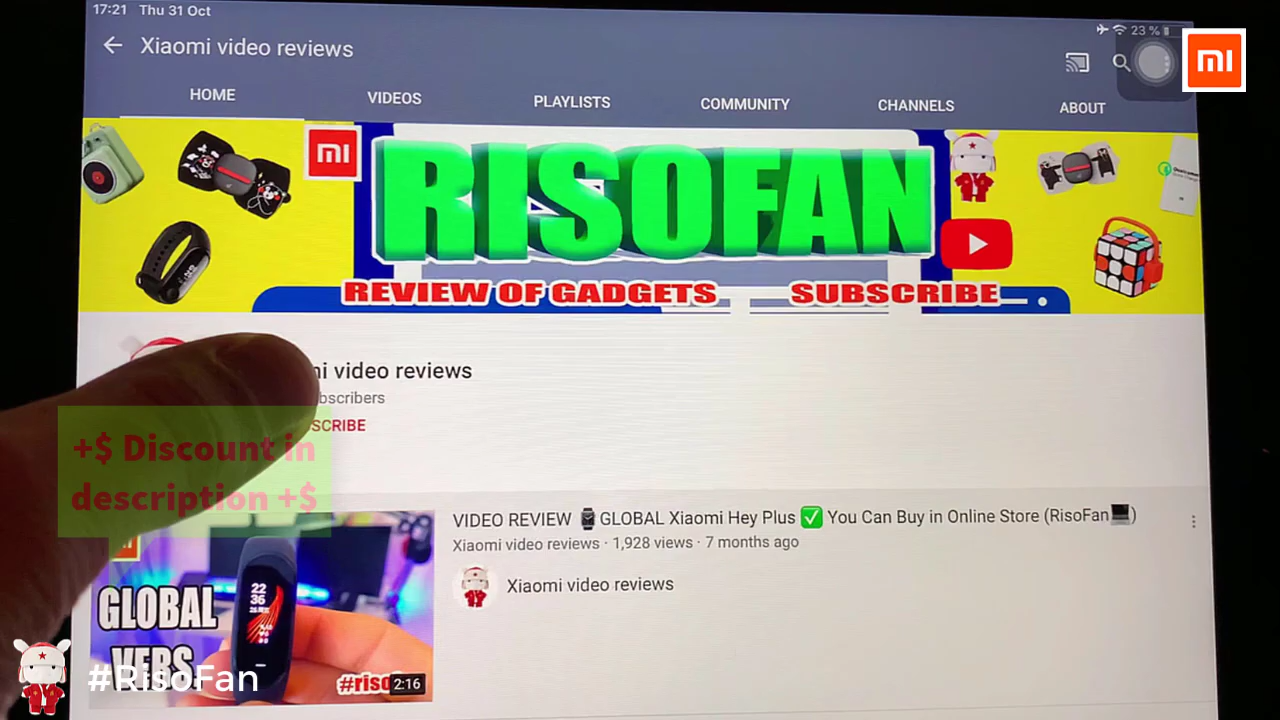 17:21 Thu 31 Oct
23 %
Xiaomi video reviews
HOME VIDEOS PLAYLISTS COMMUNITY CHANNELS ABOUT
mi
mi
RISOFAN
REVIEW OF GADGETS SUBSCRIBE
mi video reviews
bscribers
SCRIBE
+$ Discount in
description +$
VIDEO REVIEW ⌚GLOBAL Xiaomi Hey Plus ✅ You Can Buy in Online Store (RisoFan💻)
Xiaomi video reviews · 1,928 views · 7 months ago
Xiaomi video reviews
GLOBAL
VERS.
22
36
#riso
2:16
#RisoFan